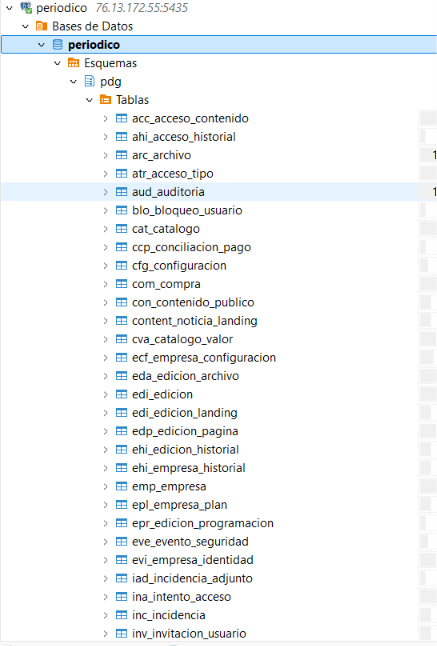 periodico 76.13.172.55:5435
Bases de Datos
periodico
Esquemas
pdg
Tablas
acc_acceso_contenido
ahi_acceso_historial
arc_archivo 1
atr_acceso_tipo
aud_auditoria 1
blo_bloqueo_usuario
cat_catalogo
ccp_conciliacion_pago
cfg_configuracion
com_compra
con_contenido_publico
content_noticia_landing
cva_catalogo_valor
ecf_empresa_configuracion
eda_edicion_archivo
edi_edicion
edi_edicion_landing
edp_edicion_pagina
ehi_edicion_historial
ehi_empresa_historial
emp_empresa
epl_empresa_plan
epr_edicion_programacion
eve_evento_seguridad
evi_empresa_identidad
iad_incidencia_adjunto
ina_intento_acceso
inc_incidencia
inv_invitacion_usuario